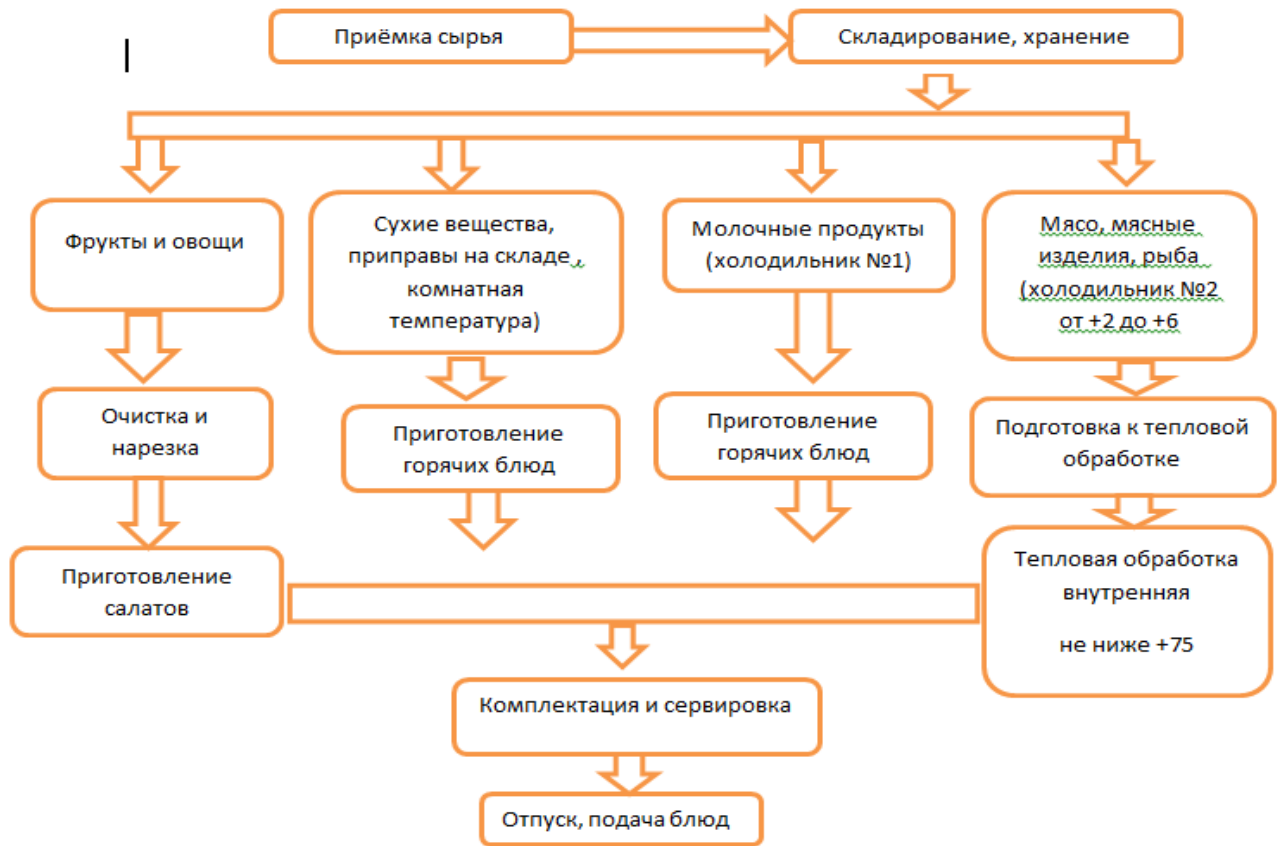 Приёмка сырья
Складирование, хранение
Фрукты и овощи
Сухие вещества,
приправы на складе ,
комнатная
температура)
Молочные продукты
(холодильник №1)
Мясо, мясные
изделия, рыба
(холодильник №2
от +2 до +6
Очистка и
нарезка
Приготовление
горячих блюд
Приготовление
горячих блюд
Подготовка к тепловой
обработке
Приготовление
салатов
Тепловая обработка
внутренняя
не ниже +75
Комплектация и сервировка
Отпуск, подача блюд